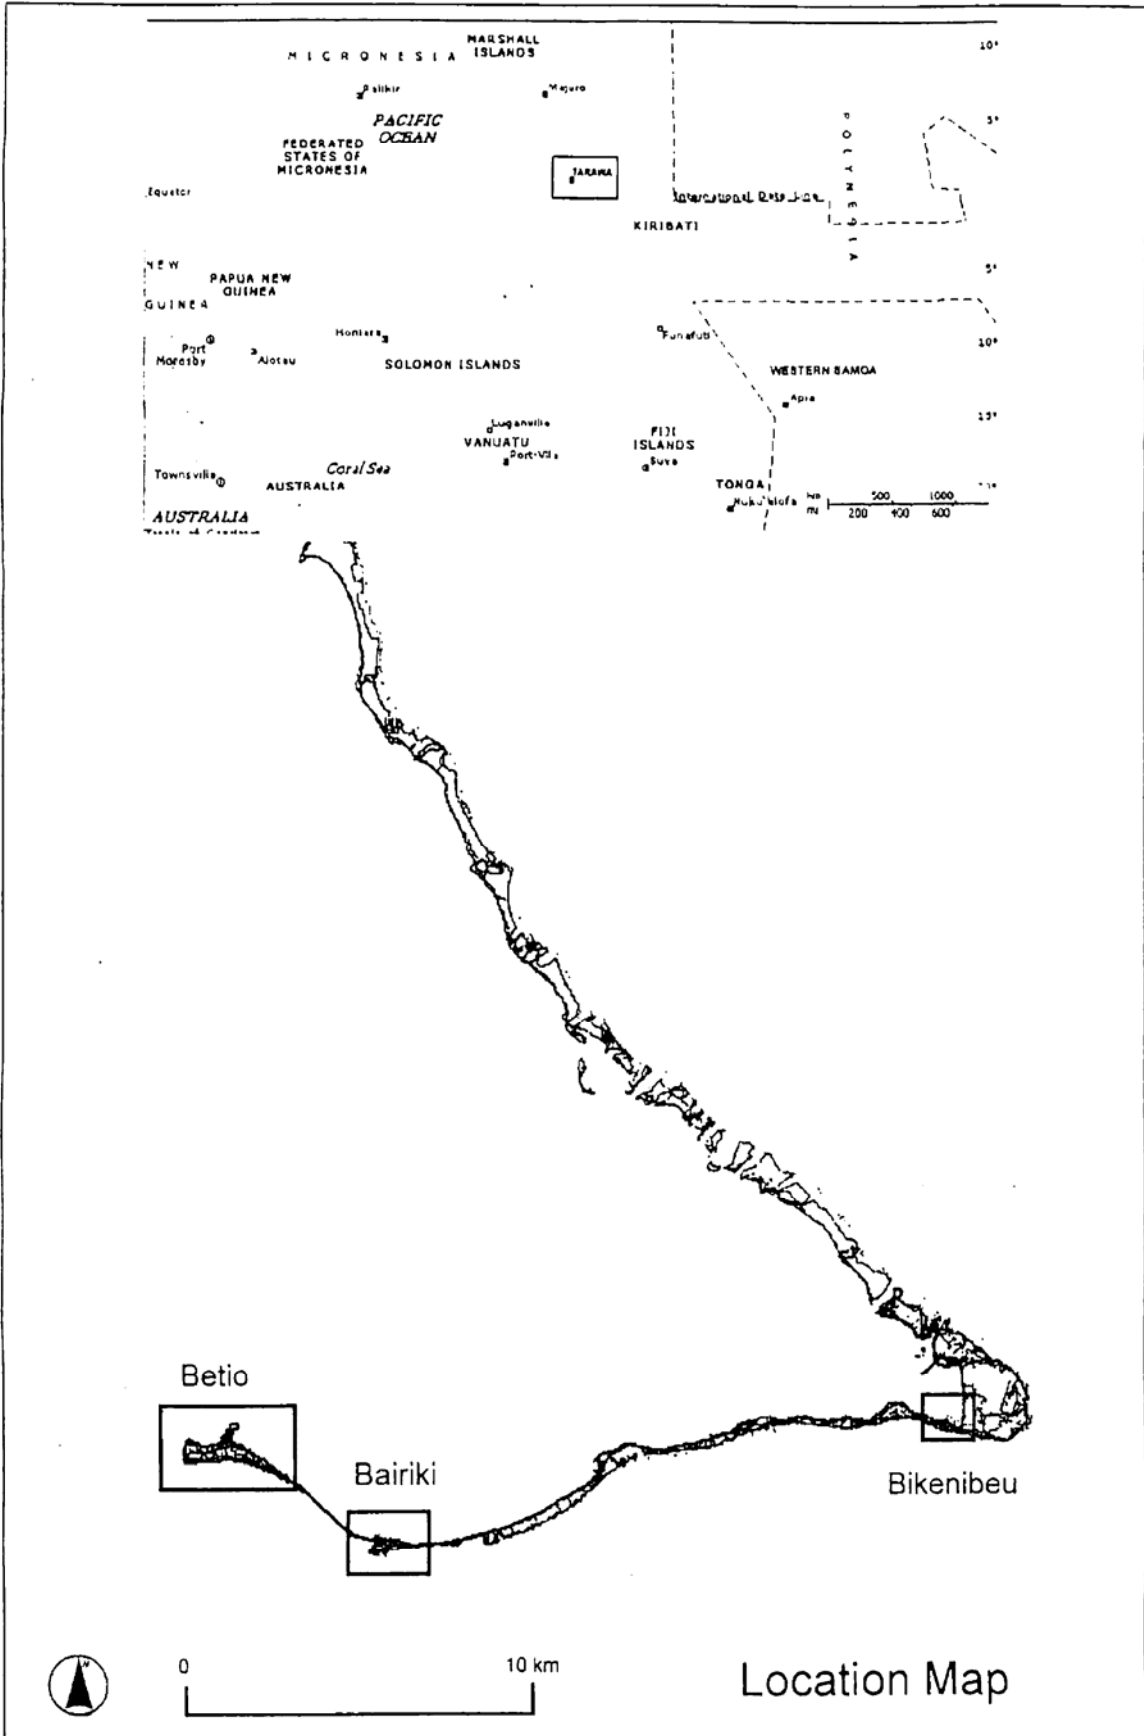 MARSHALL
ISLANDS
MICRONESIA
10°
Palikir
Majuro
PACIFIC
OCEAN
5°
POLYNESIA
FEDERATED
STATES OF
MICRONESIA
TARAWA
Equator
International Date Line
KIRIBATI
NEW
GUINEA
PAPUA NEW
GUINEA
5°
Port
Moresby
Alotau
Honiara
SOLOMON ISLANDS
Funafuti
10°
WESTERN SAMOA
Apia
Luganville
VANUATU
Port-Vila
FIJI
ISLANDS
Suva
15°
Townsville
Coral Sea
AUSTRALIA
TONGA
Nuku'alofa
km 500 1000
mi 200 400 600
AUSTRALIA
Betio
Bairiki
Bikenibeu
N
0 10 km
Location Map